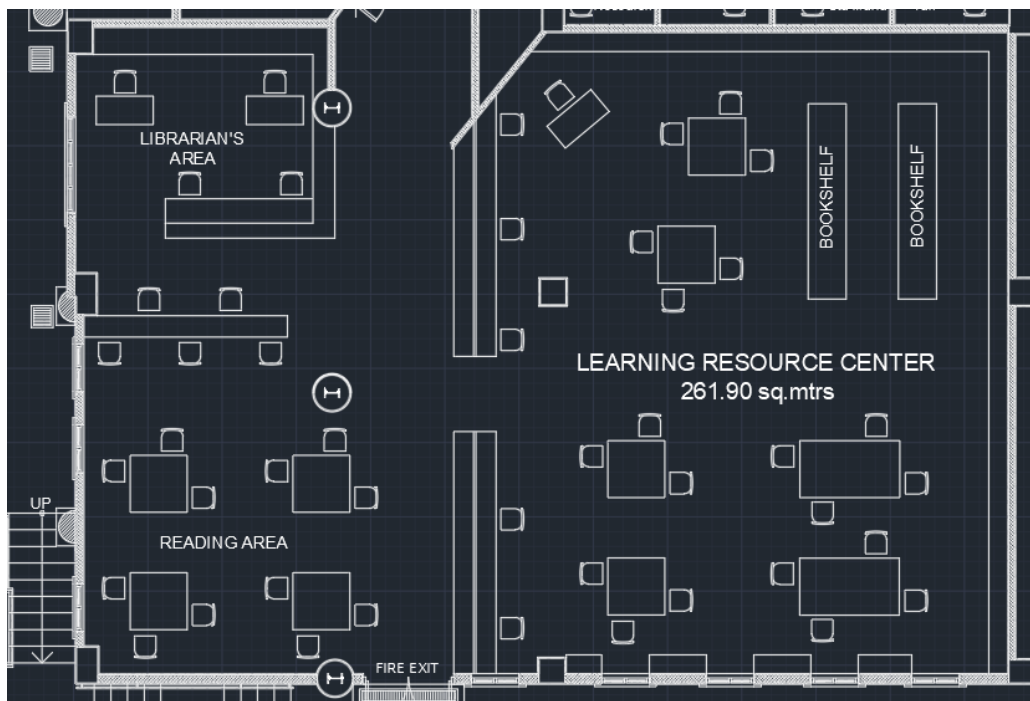 LIBRARIAN'S
AREA
BOOKSHELF
BOOKSHELF
LEARNING RESOURCE CENTER
261.90 sq.mtrs
UP
READING AREA
FIRE EXIT